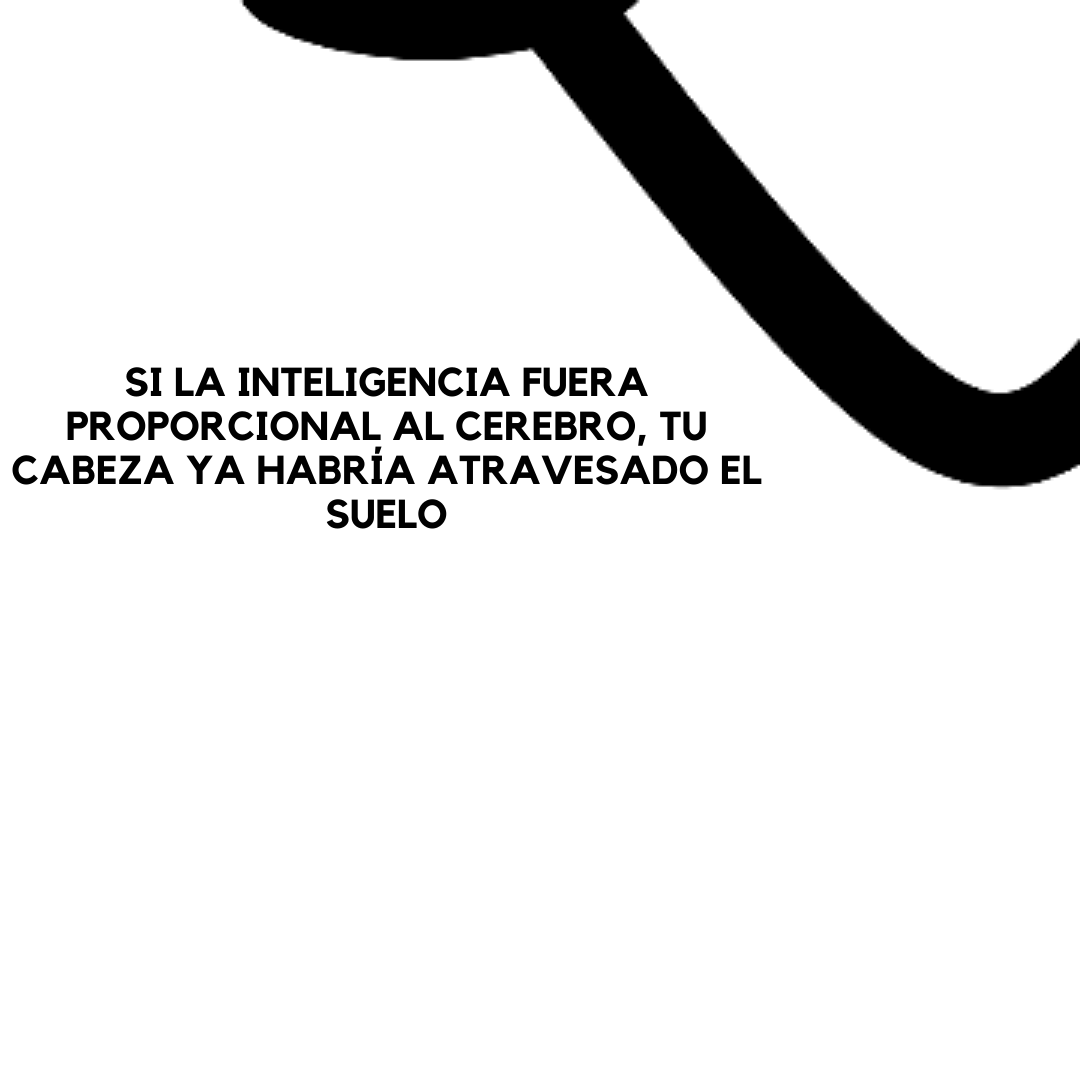 SI LA INTELIGENCIA FUERA
PROPORCIONAL AL CEREBRO, TU
CABEZA YA HABRÍA ATRAVESADO EL
SUELO